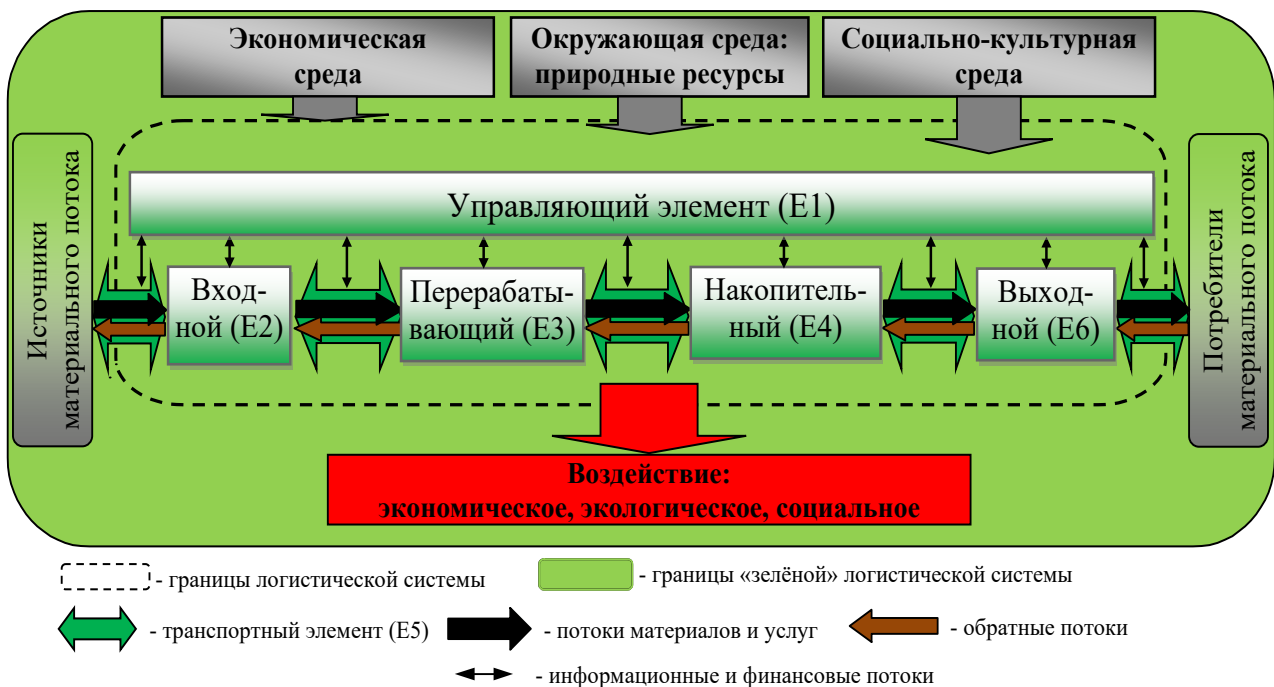 Экономическая
среда
Окружающая среда:
природные ресурсы
Социально-культурная
среда
Источники
материального потока
Управляющий элемент (Е1)
Вход-
ной (Е2)
Перерабаты-
вающий (Е3)
Накопитель-
ный (Е4)
Выход-
ной (Е6)
Потребители
материального потока
Воздействие:
экономическое, экологическое, социальное
- границы логистической системы
- границы «зелёной» логистической системы
- транспортный элемент (Е5)
- потоки материалов и услуг
- обратные потоки
- информационные и финансовые потоки